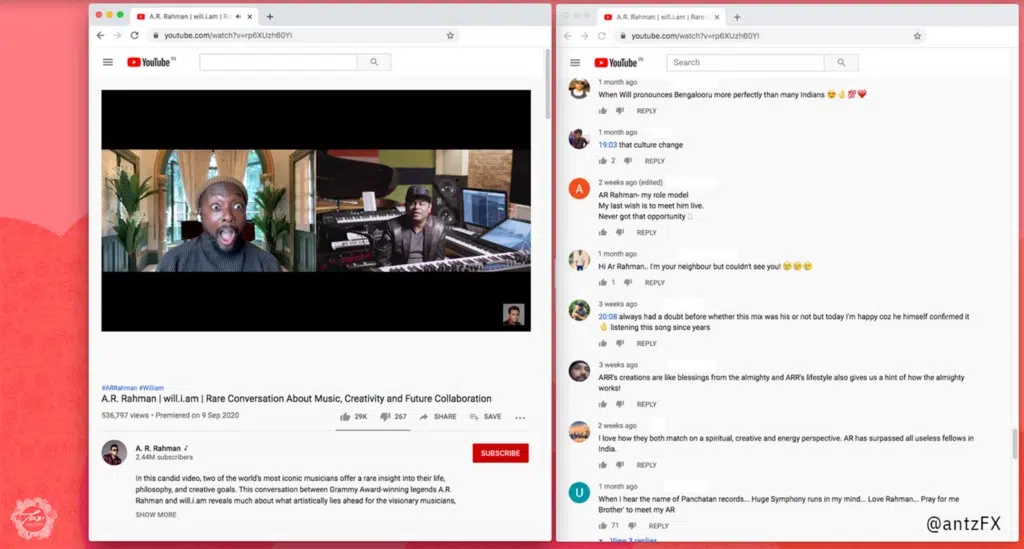 A.R. Rahman | will.i.am | R
youtube.com/watch?v=rp6XUzh60YI
YouTube IN
#ARRahman #William
A.R. Rahman | will.i.am | Rare Conversation About Music, Creativity and Future Collaboration
536,797 views • Premiered on 9 Sep 2020
29K 267 SHARE SAVE
A. R. Rahman
2.44M subscribers
SUBSCRIBE
In this candid video, two of the world's most iconic musicians offer a rare insight into their life,
philosophy, and creative goals. This conversation between Grammy Award-winning legends A.R.
Rahman and will.i.am reveals much about what artistically lies ahead for the visionary musicians,
SHOW MORE
A.R. Rahman | will.i.am | Rare
youtube.com/watch?v=rp6XUzh60YI
YouTube IN
Search
1 month ago
When Will pronounces Bengalooru more perfectly than many Indians 😍👌💯❤️
REPLY
1 month ago
19:03 that culture change
2 REPLY
A
2 weeks ago (edited)
AR Rahman- my role model
My last wish is to meet him live.
Never got that opportunity
REPLY
1 month ago
Hi Ar Rahman.. I'm your neighbour but couldn't see you!
1 REPLY
3 weeks ago
20:08 always had a doubt before whether this mix was his or not but today I'm happy coz he himself confirmed it
👌 listening this song since years
REPLY
3 weeks ago
ARR's creations are like blessings from the almighty and ARR's lifestyle also gives us a hint of how the almighty
works!
REPLY
2 weeks ago
I love how they both match on a spiritual, creative and energy perspective. AR has surpassed all useless fellows in
India.
REPLY
U
1 month ago
When I hear the name of Panchatan records... Huge Symphony runs in my mind... Love Rahman... Pray for me
Brother' to meet my AR
71 REPLY
View 3 replies
@antzFX